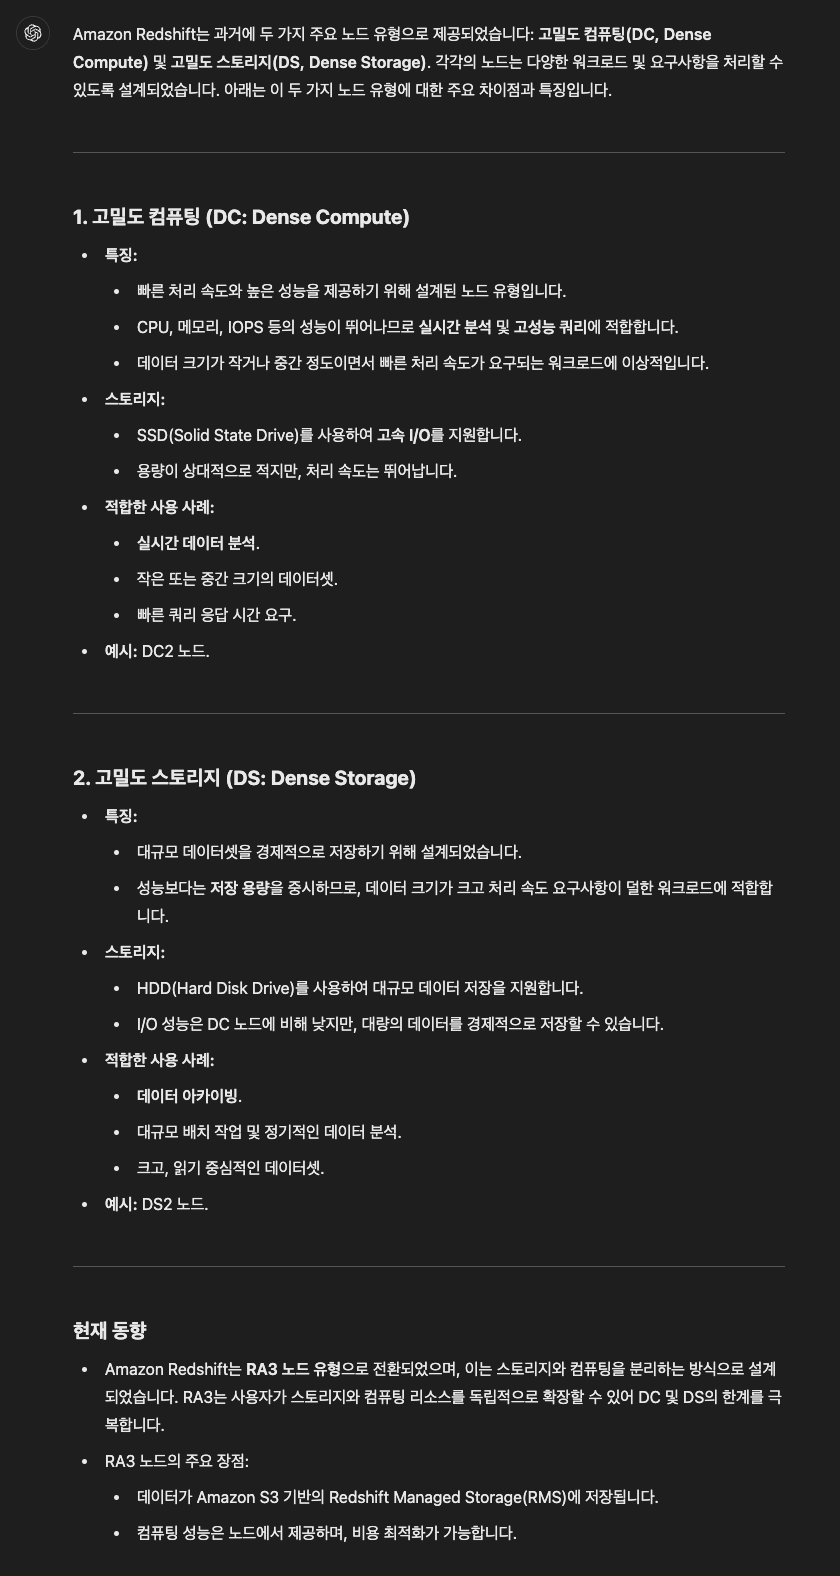 Amazon Redshift는 과거에 두 가지 주요 노드 유형으로 제공되었습니다: 고밀도 컴퓨팅(DC, Dense
Compute) 및 고밀도 스토리지(DS, Dense Storage). 각각의 노드는 다양한 워크로드 및 요구사항을 처리할 수
있도록 설계되었습니다. 아래는 이 두 가지 노드 유형에 대한 주요 차이점과 특징입니다.
1. 고밀도 컴퓨팅 (DC: Dense Compute)
• 특징:
• 빠른 처리 속도와 높은 성능을 제공하기 위해 설계된 노드 유형입니다.
• CPU, 메모리, IOPS 등의 성능이 뛰어나므로 실시간 분석 및 고성능 쿼리에 적합합니다.
• 데이터 크기가 작거나 중간 정도이면서 빠른 처리 속도가 요구되는 워크로드에 이상적입니다.
• 스토리지:
• SSD(Solid State Drive)를 사용하여 고속 I/O를 지원합니다.
• 용량이 상대적으로 적지만, 처리 속도는 뛰어납니다.
• 적합한 사용 사례:
• 실시간 데이터 분석.
• 작은 또는 중간 크기의 데이터셋.
• 빠른 쿼리 응답 시간 요구.
• 예시: DC2 노드.
2. 고밀도 스토리지 (DS: Dense Storage)
• 특징:
• 대규모 데이터셋을 경제적으로 저장하기 위해 설계되었습니다.
• 성능보다는 저장 용량을 중시하므로, 데이터 크기가 크고 처리 속도 요구사항이 덜한 워크로드에 적합합
니다.
• 스토리지:
• HDD(Hard Disk Drive)를 사용하여 대규모 데이터 저장을 지원합니다.
• I/O 성능은 DC 노드에 비해 낮지만, 대량의 데이터를 경제적으로 저장할 수 있습니다.
• 적합한 사용 사례:
• 데이터 아카이빙.
• 대규모 배치 작업 및 정기적인 데이터 분석.
• 크고, 읽기 중심적인 데이터셋.
• 예시: DS2 노드.
현재 동향
• Amazon Redshift는 RA3 노드 유형으로 전환되었으며, 이는 스토리지와 컴퓨팅을 분리하는 방식으로 설계
되었습니다. RA3는 사용자가 스토리지와 컴퓨팅 리소스를 독립적으로 확장할 수 있어 DC 및 DS의 한계를 극
복합니다.
• RA3 노드의 주요 장점:
• 데이터가 Amazon S3 기반의 Redshift Managed Storage(RMS)에 저장됩니다.
• 컴퓨팅 성능은 노드에서 제공하며, 비용 최적화가 가능합니다.